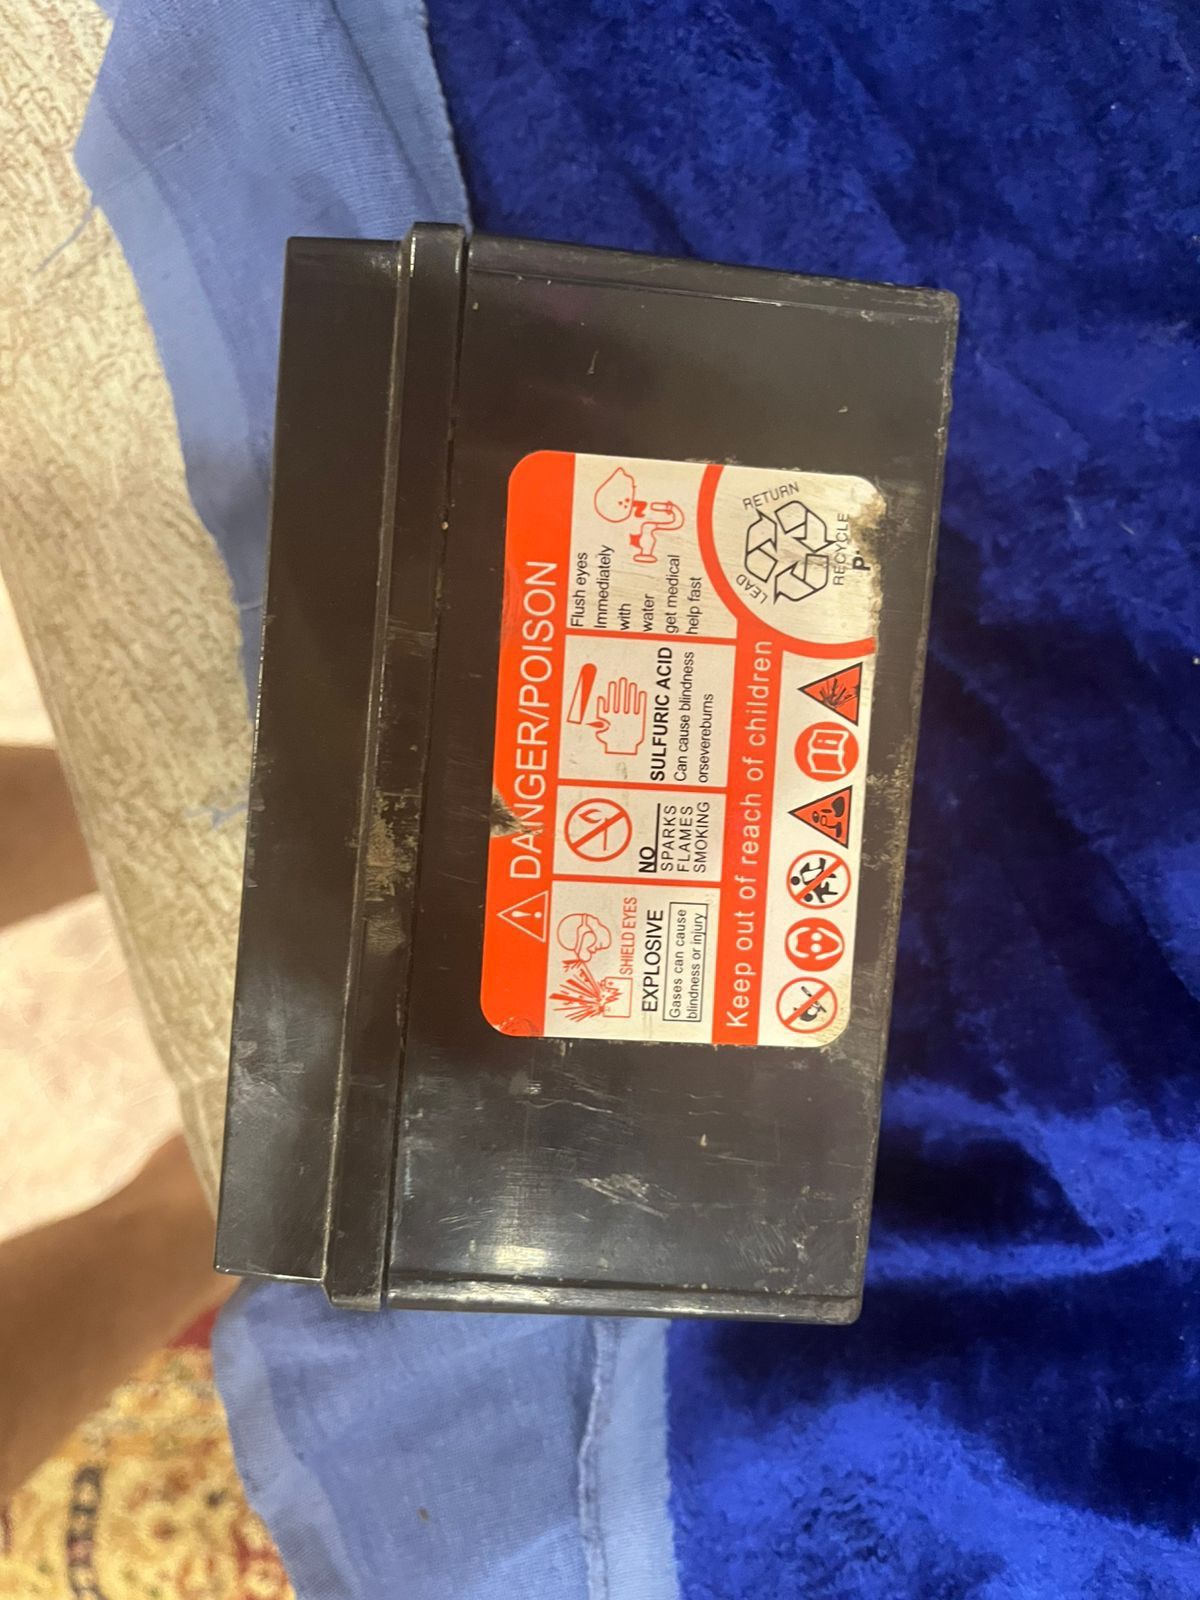 DANGER/POISON
SHIELD EYES
EXPLOSIVE
Gases can cause
blindness or injury
NO
SPARKS
FLAMES
SMOKING
SULFURIC ACID
Can cause blindness
orsevereburns
Flush eyes
Immediately
with
water
get medical
help fast
Keep out of reach of children
LEAD
RETURN
RECYCLE